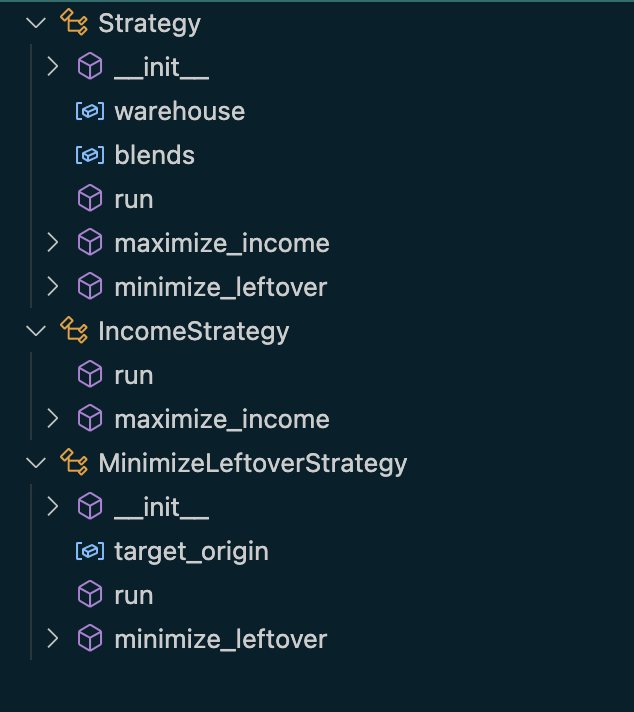 Strategy
__init__
warehouse
blends
run
maximize_income
minimize_leftover
IncomeStrategy
run
maximize_income
MinimizeLeftoverStrategy
__init__
target_origin
run
minimize_leftover